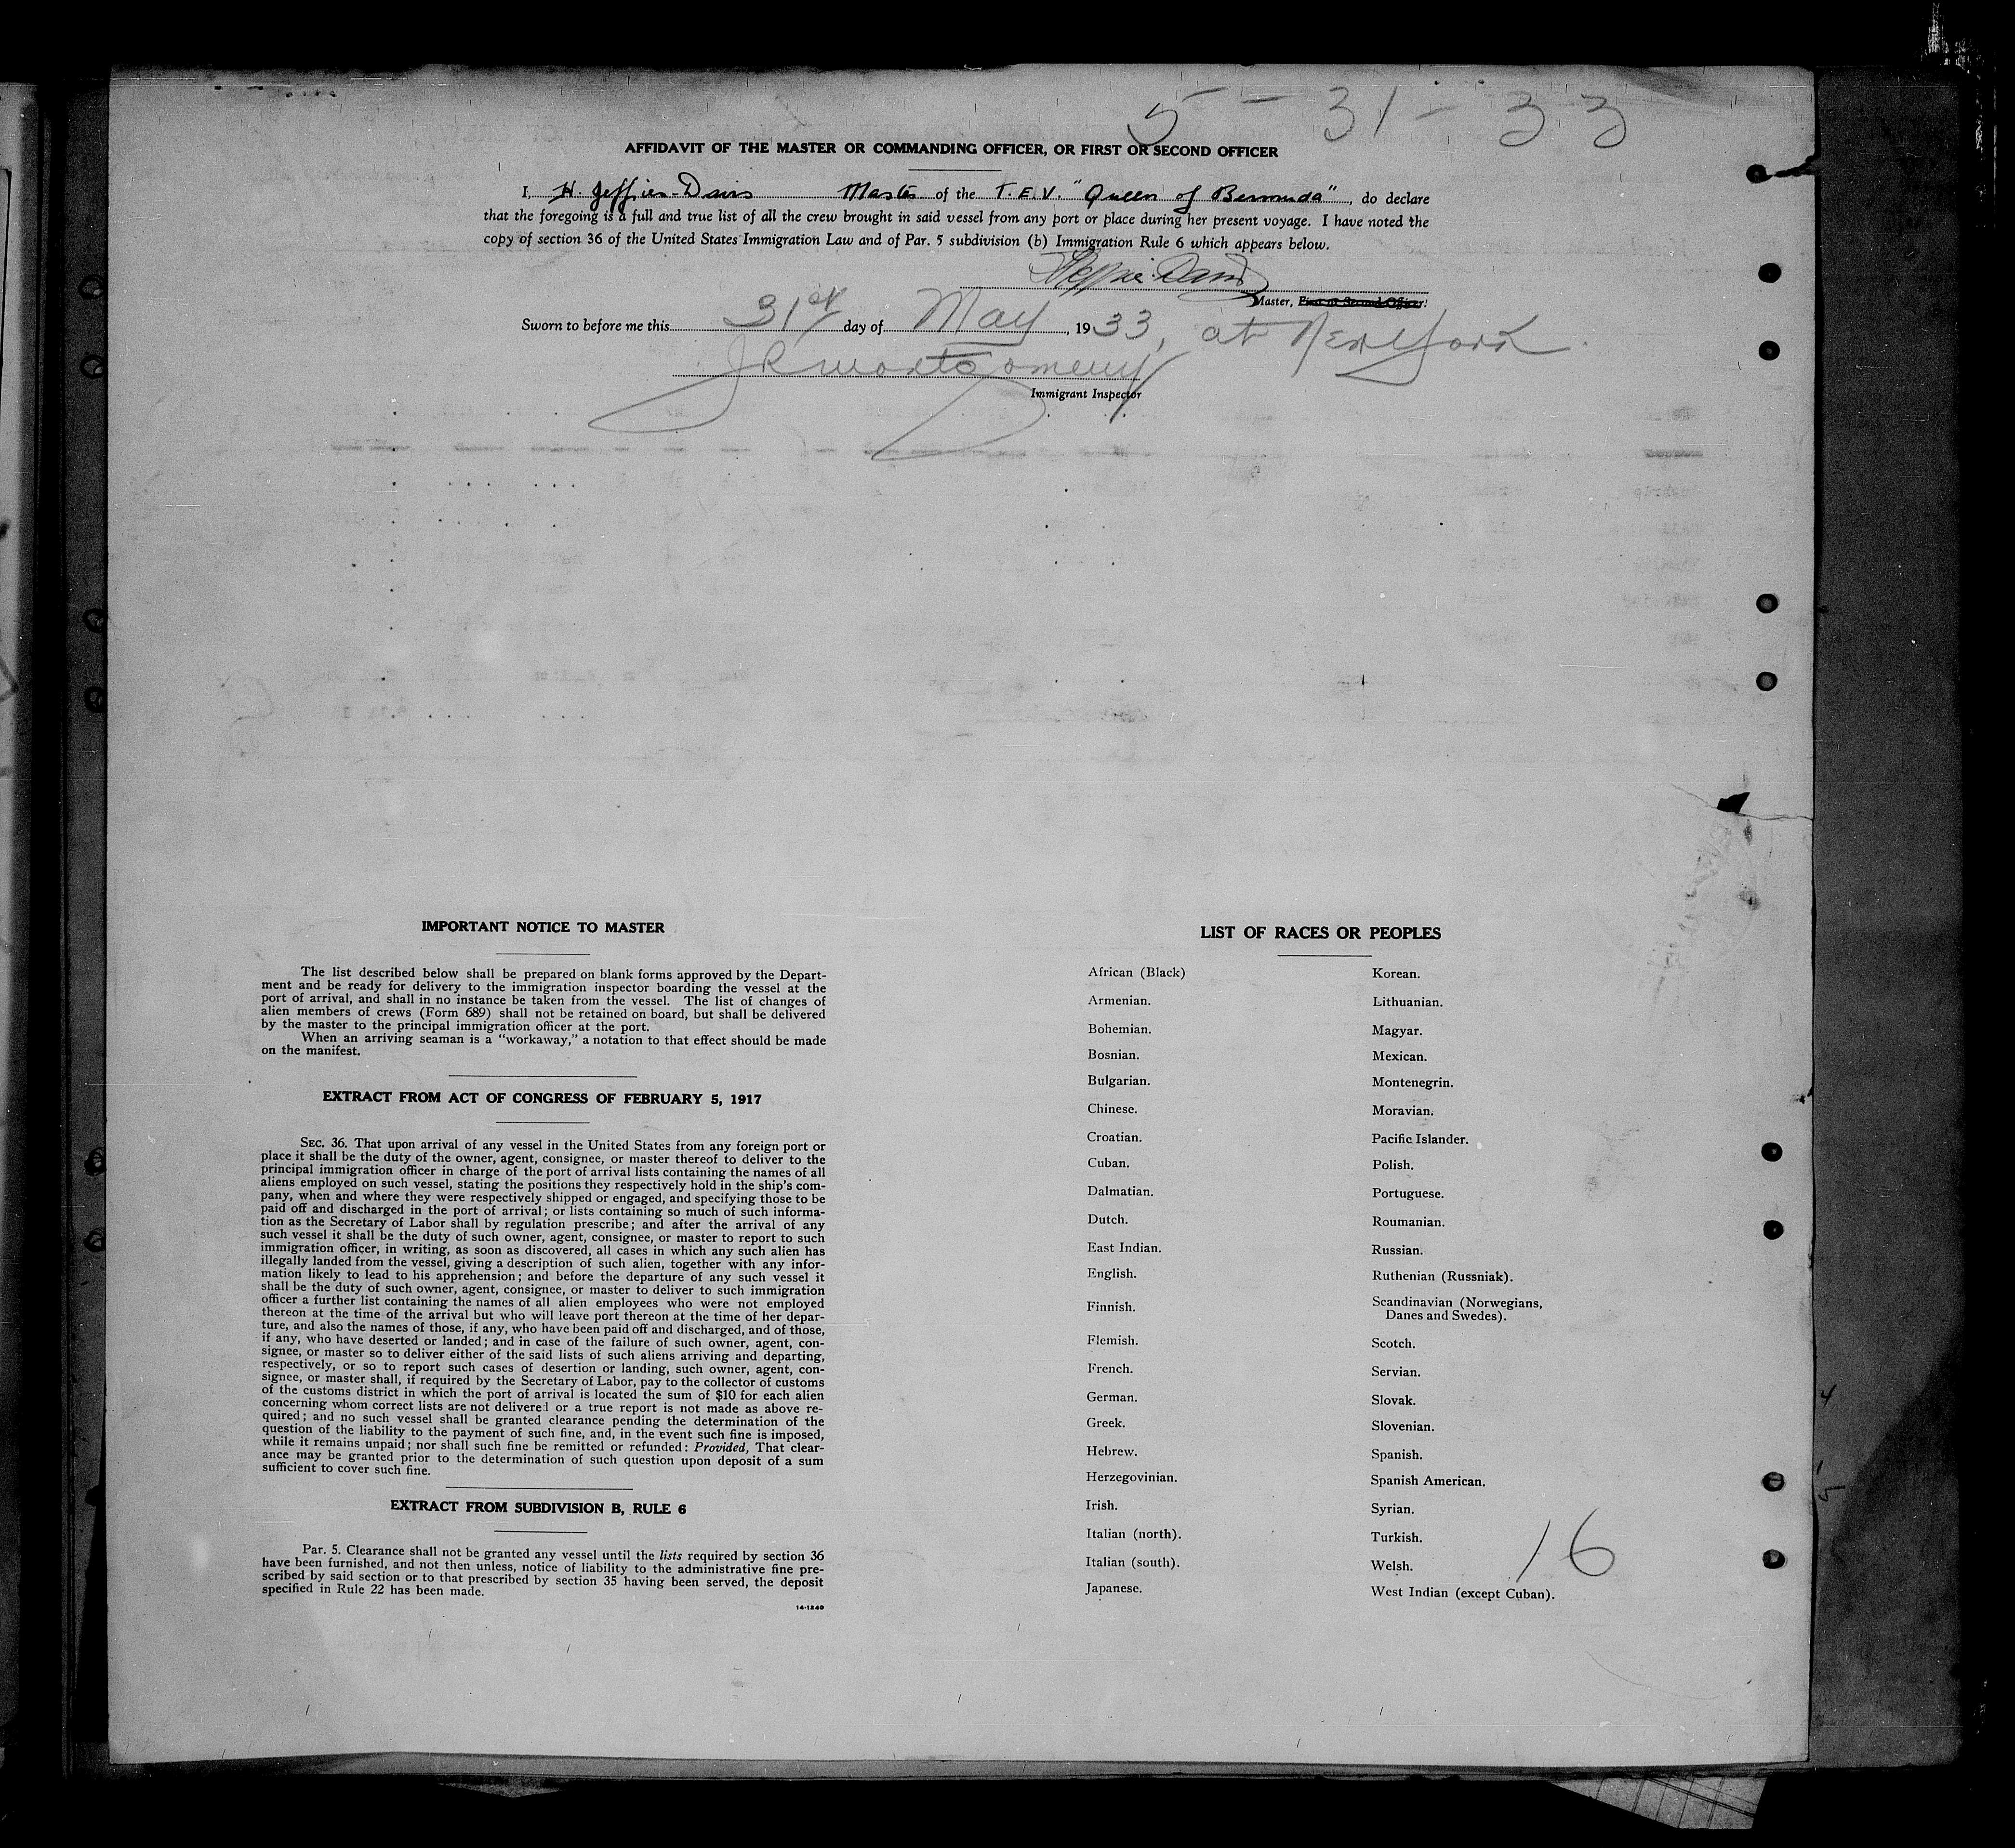 5 - 31 - 33
AFFIDAVIT OF THE MASTER OR COMMANDING OFFICER, OR FIRST OR SECOND OFFICER
I, H. Jeffries-Davis Master of the T.E.V. "Queen of Bermuda", do declare
that the foregoing is a full and true list of all the crew brought in said vessel from any port or place during her present voyage. I have noted the
copy of section 36 of the United States Immigration Law and of Par. 5 subdivision (b) Immigration Rule 6 which appears below.
Master, First or Second Officer.
Sworn to before me this 31st day of May, 1933, at New York.
JR Montgomery
Immigrant Inspector
IMPORTANT NOTICE TO MASTER
The list described below shall be prepared on blank forms approved by the Depart-
ment and be ready for delivery to the immigration inspector boarding the vessel at the
port of arrival, and shall in no instance be taken from the vessel. The list of changes of
alien members of crews (Form 689) shall not be retained on board, but shall be delivered
by the master to the principal immigration officer at the port.
When an arriving seaman is a "workaway," a notation to that effect should be made
on the manifest.
EXTRACT FROM ACT OF CONGRESS OF FEBRUARY 5, 1917
SEC. 36. That upon arrival of any vessel in the United States from any foreign port or
place it shall be the duty of the owner, agent, consignee, or master thereof to deliver to the
principal immigration officer in charge of the port of arrival lists containing the names of all
aliens employed on such vessel, stating the positions they respectively hold in the ship's com-
pany, when and where they were respectively shipped or engaged, and specifying those to be
paid off and discharged in the port of arrival; or lists containing so much of such informa-
tion as the Secretary of Labor shall by regulation prescribe; and after the arrival of any
such vessel it shall be the duty of such owner, agent, consignee, or master to report to such
immigration officer, in writing, as soon as discovered, all cases in which any such alien has
illegally landed from the vessel, giving a description of such alien, together with any infor-
mation likely to lead to his apprehension; and before the departure of any such vessel it
shall be the duty of such owner, agent, consignee, or master to deliver to such immigration
officer a further list containing the names of all alien employees who were not employed
thereon at the time of the arrival but who will leave port thereon at the time of her depar-
ture, and also the names of those, if any, who have been paid off and discharged, and of those,
if any, who have deserted or landed; and in case of the failure of such owner, agent, con-
signee, or master so to deliver either of the said lists of such aliens arriving and departing,
respectively, or so to report such cases of desertion or landing, such owner, agent, con-
signee, or master shall, if required by the Secretary of Labor, pay to the collector of customs
of the customs district in which the port of arrival is located the sum of $10 for each alien
concerning whom correct lists are not delivered or a true report is not made as above re-
quired; and no such vessel shall be granted clearance pending the determination of the
question of the liability to the payment of such fine, and, in the event such fine is imposed,
while it remains unpaid; nor shall such fine be remitted or refunded: Provided, That clear-
ance may be granted prior to the determination of such question upon deposit of a sum
sufficient to cover such fine.
EXTRACT FROM SUBDIVISION B, RULE 6
Par. 5. Clearance shall not be granted any vessel until the lists required by section 36
have been furnished, and not then unless, notice of liability to the administrative fine pre-
scribed by said section or to that prescribed by section 35 having been served, the deposit
specified in Rule 22 has been made.
14-1240
LIST OF RACES OR PEOPLES
African (Black)
Armenian.
Bohemian.
Bosnian.
Bulgarian.
Chinese.
Croatian.
Cuban.
Dalmatian.
Dutch.
East Indian.
English.
Finnish.
Flemish.
French.
German.
Greek.
Hebrew.
Herzegovinian.
Irish.
Italian (north).
Italian (south).
Japanese.
Korean.
Lithuanian.
Magyar.
Mexican.
Montenegrin.
Moravian.
Pacific Islander.
Polish.
Portuguese.
Roumanian.
Russian.
Ruthenian (Russniak).
Scandinavian (Norwegians,
Danes and Swedes).
Scotch.
Servian.
Slovak.
Slovenian.
Spanish.
Spanish American.
Syrian.
Turkish.
Welsh.
West Indian (except Cuban).
16